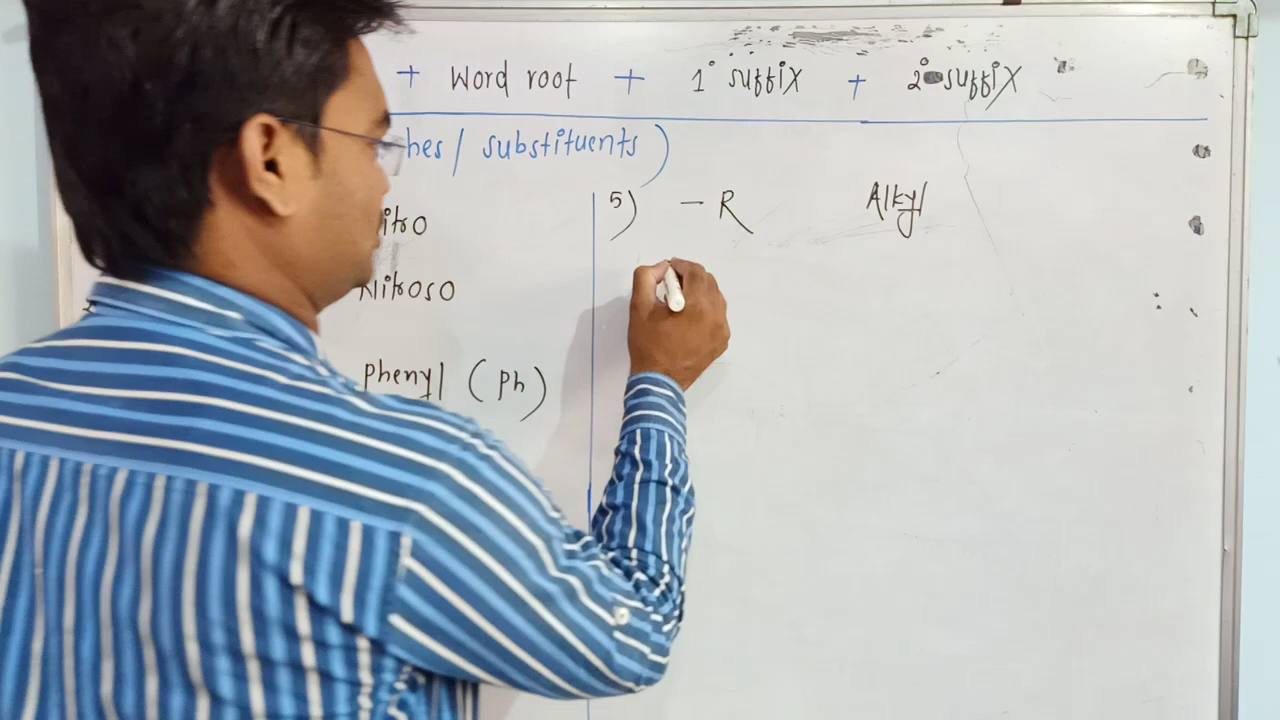 + Word root + 1° suffix + 2° suffix
hes / substituents )
itro
Nitroso
phenyl ( Ph )
5) – R Alkyl